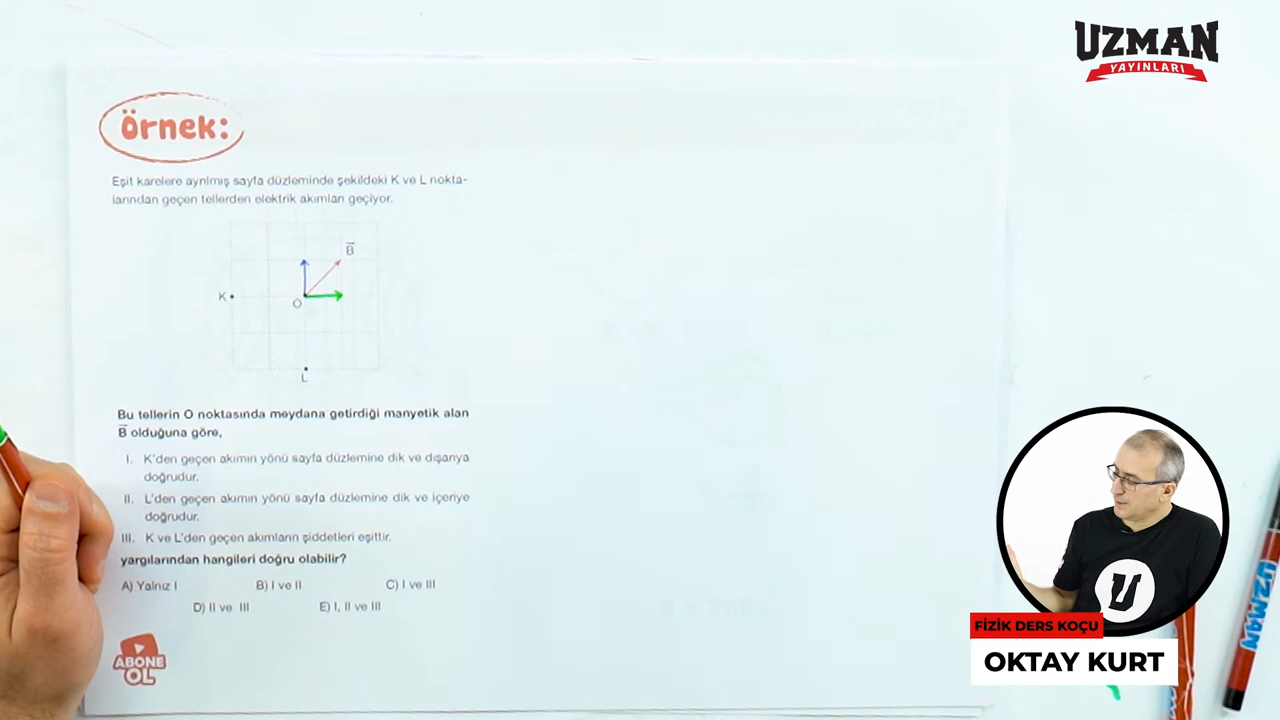 UZMAN
YAYINLARI
Örnek:
Eşit karelere ayrılmış sayfa düzleminde şekildeki K ve L nokta-
larından geçen tellerden elektrik akımları geçiyor.
B
K
O
L
Bu tellerin O noktasında meydana getirdiği manyetik alan
B olduğuna göre,
I. K'den geçen akımın yönü sayfa düzlemine dik ve dışarıya
doğrudur.
II. L'den geçen akımın yönü sayfa düzlemine dik ve içeriye
doğrudur.
III. K ve L'den geçen akımların şiddetleri eşittir.
yargılarından hangileri doğru olabilir?
A) Yalnız I B) I ve II C) I ve III
D) II ve III E) I, II ve III
ABONE
OL
U
FİZİK DERS KOÇU
OKTAY KURT
UZMAN